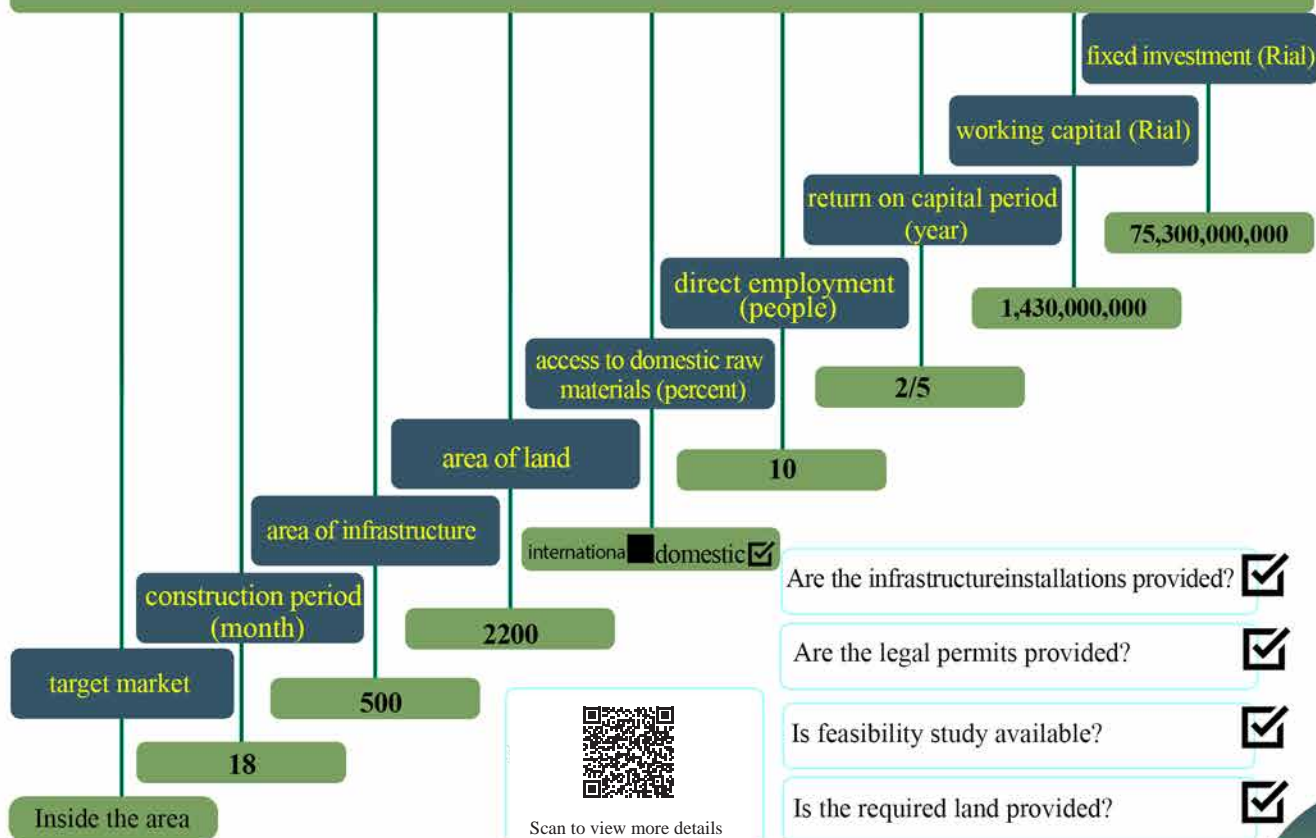 fixed investment (Rial)
75,300,000,000
working capital (Rial)
1,430,000,000
return on capital period
(year)
2/5
direct employment
(people)
10
access to domestic raw
materials (percent)
internationa domestic
area of land
2200
area of infrastructure
500
construction period
(month)
18
target market
Inside the area
Scan to view more details
Are the infrastructureinstallations provided?
Are the legal permits provided?
Is feasibility study available?
Is the required land provided?